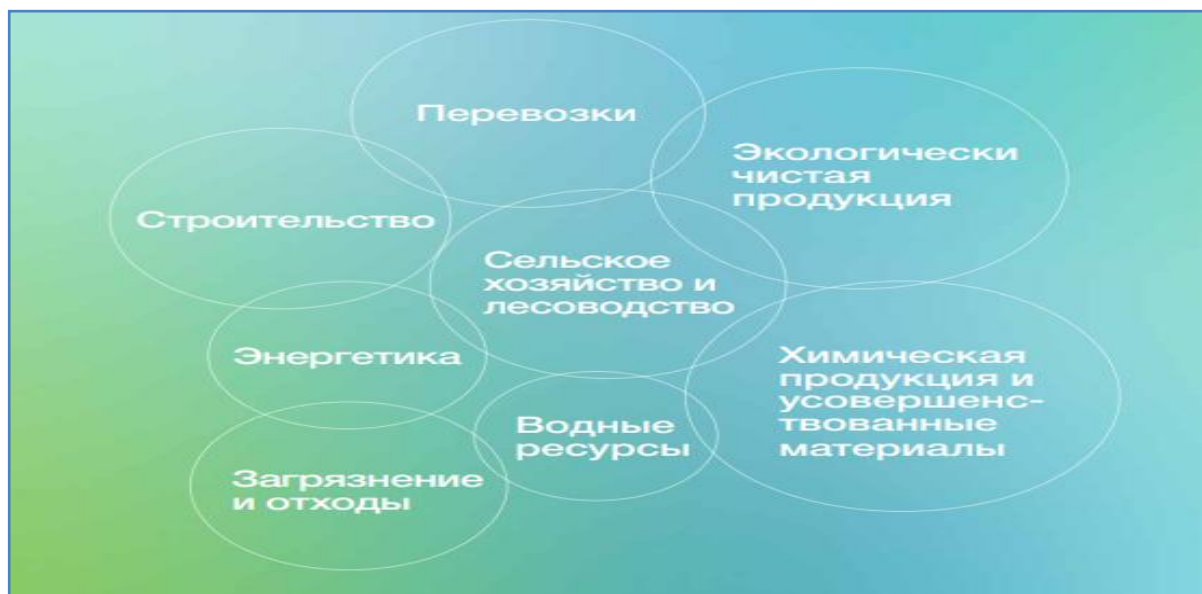 Перевозки
Экологически
чистая
продукция
Строительство
Сельское
хозяйство и
лесоводство
Энергетика
Химическая
продукция и
усовершенс-
твованные
материалы
Водные
ресурсы
Загрязнение
и отходы